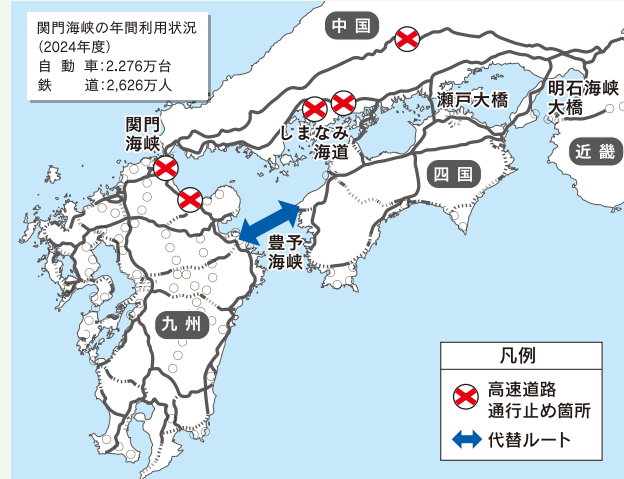 関門海峡の年間利用状況
(2024年度)
自動車:2.276万台
鉄道:2,626万人
中国
関門
海峡
しまなみ
海道
瀬戸大橋
明石海峡
大橋
近畿
四国
豊予
海峡
九州
凡例
高速道路
通行止め箇所
代替ルート